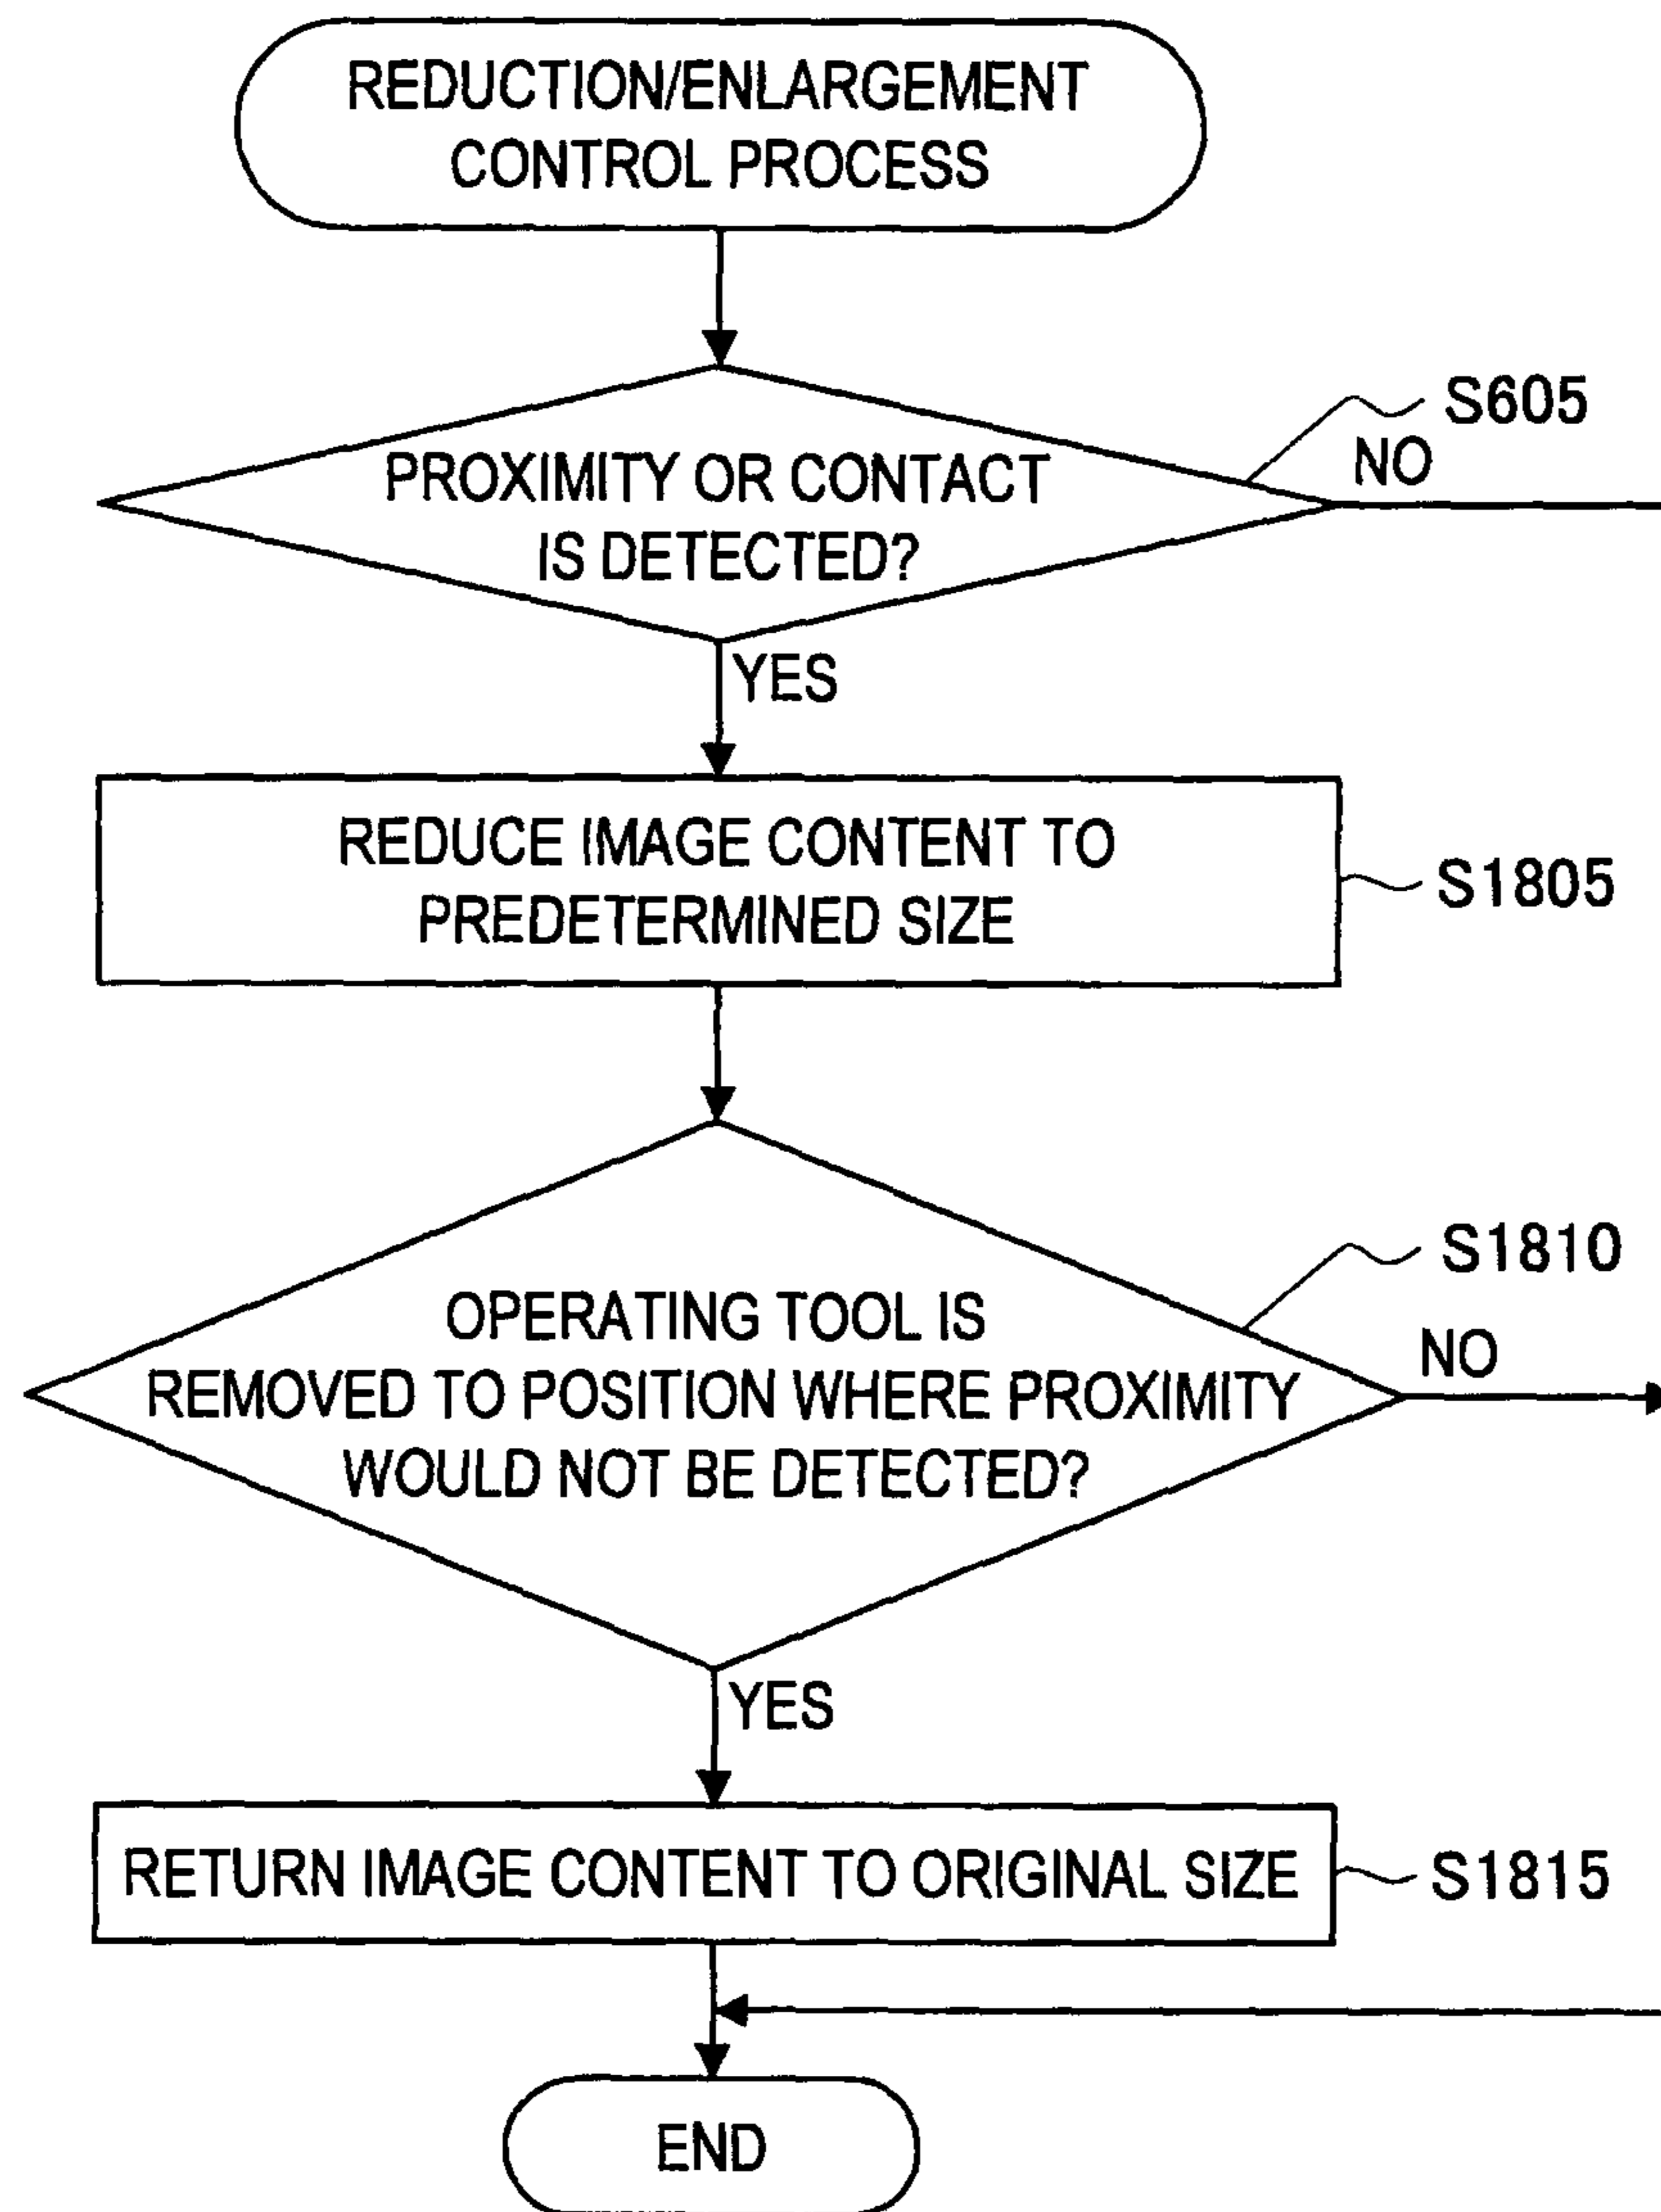 REDUCTION/ENLARGEMENT
CONTROL PROCESS
S605
NO
PROXIMITY OR CONTACT
IS DETECTED?
YES
REDUCE IMAGE CONTENT TO
PREDETERMINED SIZE
S1805
S1810
NO
OPERATING TOOL IS
REMOVED TO POSITION WHERE PROXIMITY
WOULD NOT BE DETECTED?
YES
RETURN IMAGE CONTENT TO ORIGINAL SIZE
S1815
END